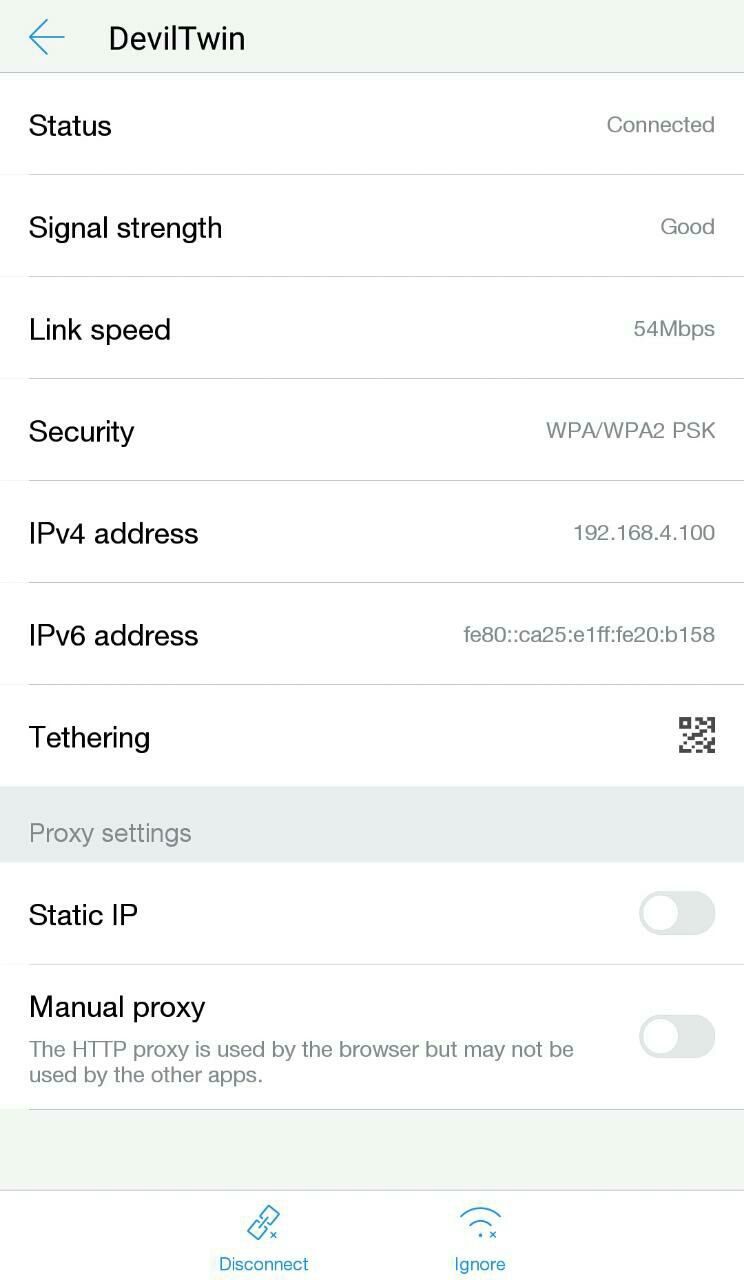 DevilTwin
Status Connected
Signal strength Good
Link speed 54Mbps
Security WPA/WPA2 PSK
IPv4 address 192.168.4.100
IPv6 address fe80::ca25:e1ff:fe20:b158
Tethering
Proxy settings
Static IP
Manual proxy
The HTTP proxy is used by the browser but may not be
used by the other apps.
Disconnect Ignore